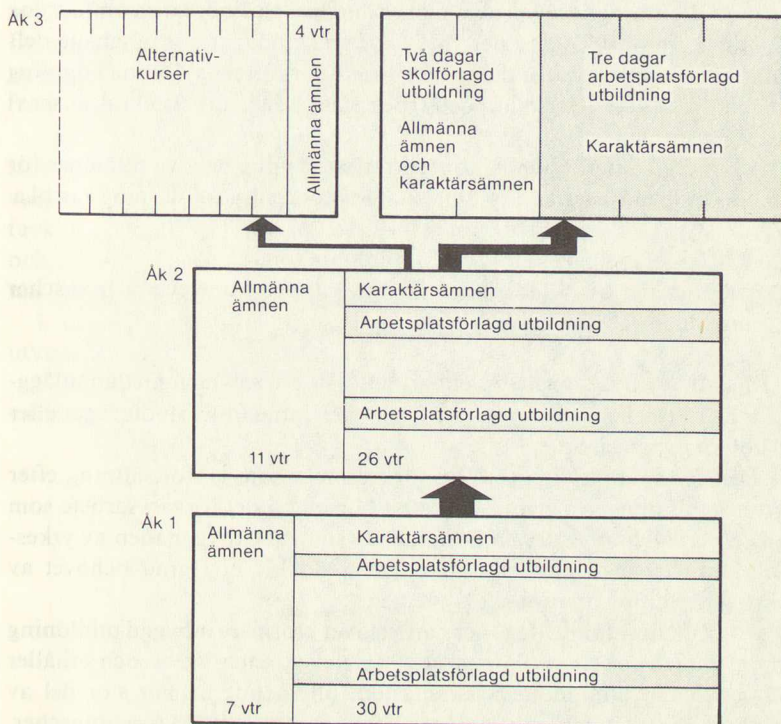 Åk 3
4 vtr
Alternativ-
kurser
Allmänna ämnen
Två dagar
skolförlagd
utbildning
Allmänna
ämnen
och
karaktärsämnen
Tre dagar
arbetsplatsförlagd
utbildning
Karaktärsämnen
Åk 2
Allmänna
ämnen
11 vtr
Karaktärsämnen
Arbetsplatsförlagd utbildning
Arbetsplatsförlagd utbildning
26 vtr
Åk 1
Allmänna
ämnen
7 vtr
Karaktärsämnen
Arbetsplatsförlagd utbildning
Arbetsplatsförlagd utbildning
30 vtr